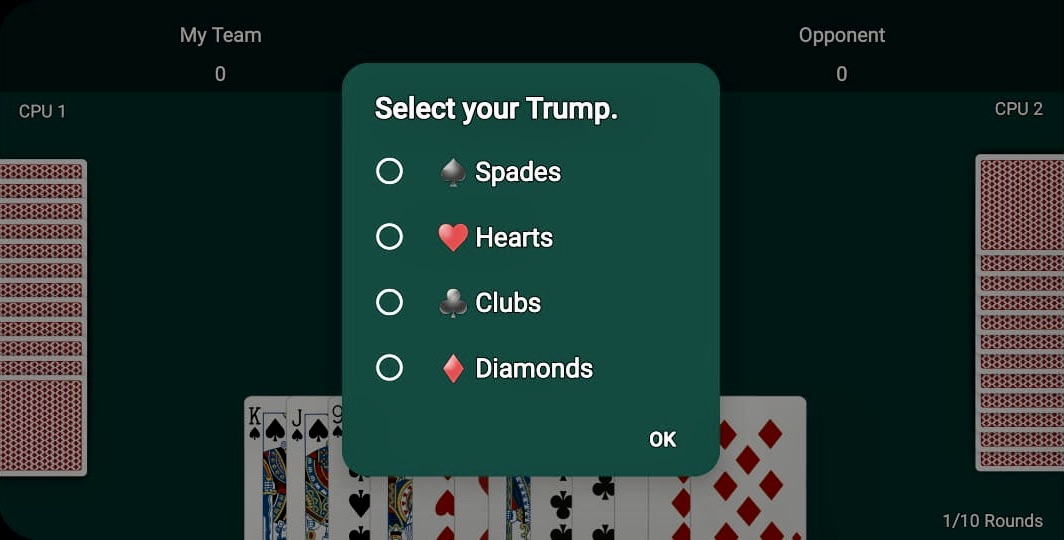 My Team
Opponent
0
0
CPU 1
CPU 2
Select your Trump.
Spades
Hearts
Clubs
Diamonds
OK
K
J
9
1/10 Rounds